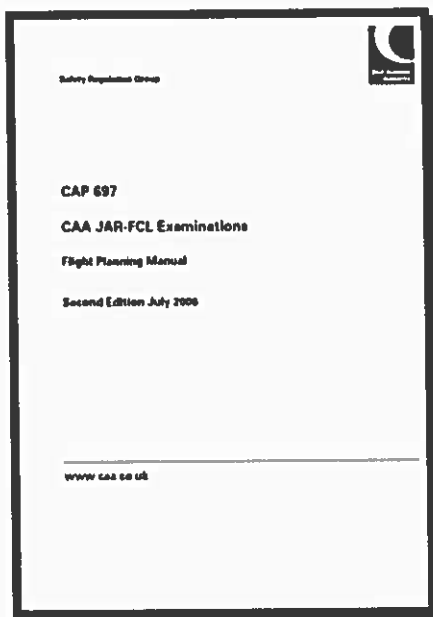 Safety Regulation Group
CAP 697
CAA JAR-FCL Examinations
Flight Planning Manual
Second Edition July 2006
www.caa.co.uk